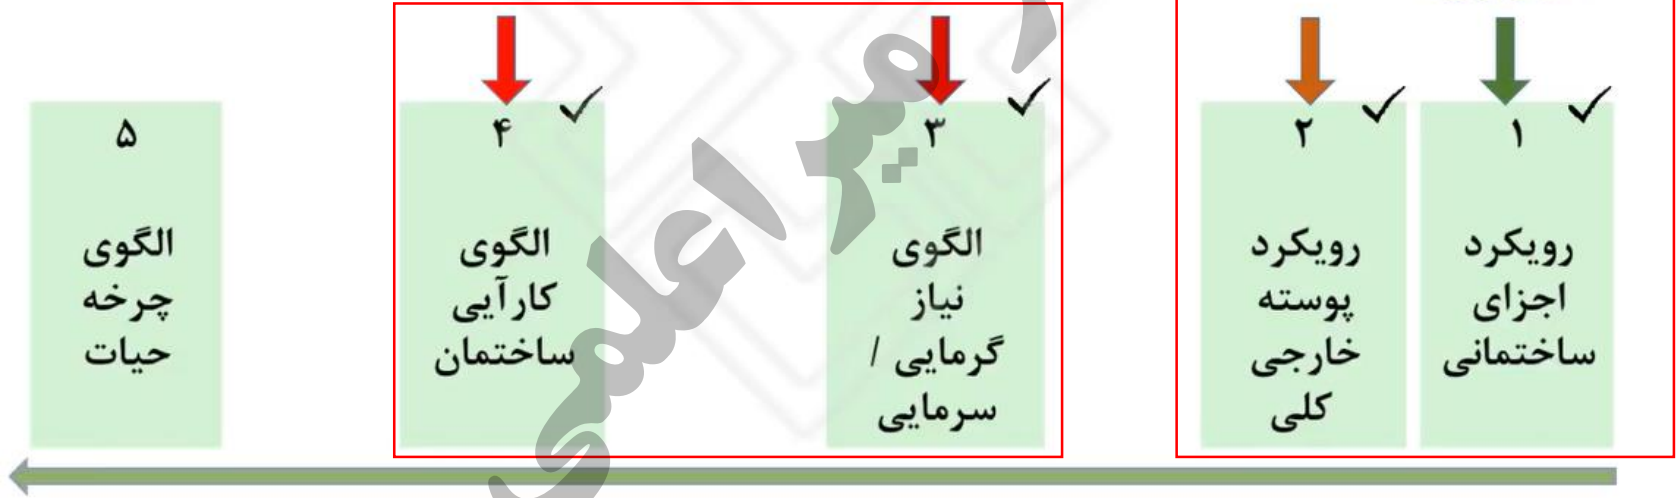 ۱
رویکرد
اجزای
ساختمانی
۲
رویکرد
پوسته
خارجی
کلی
۳
الگوی
نیاز
گرمایی /
سرمایی
۴
الگوی
کارآیی
ساختمان
۵
الگوی
چرخه
حیات